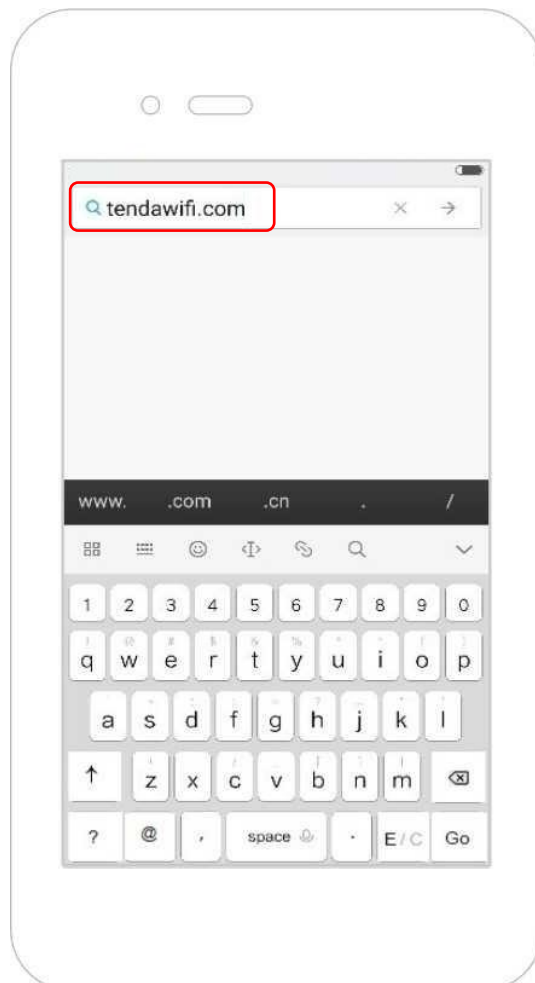 tendawifi.com
www. .com .cn . /
1 2 3 4 5 6 7 8 9 0
q w e r t y u i o p
a s d f g h j k l
z x c v b n m
? @ , space . E/C Go